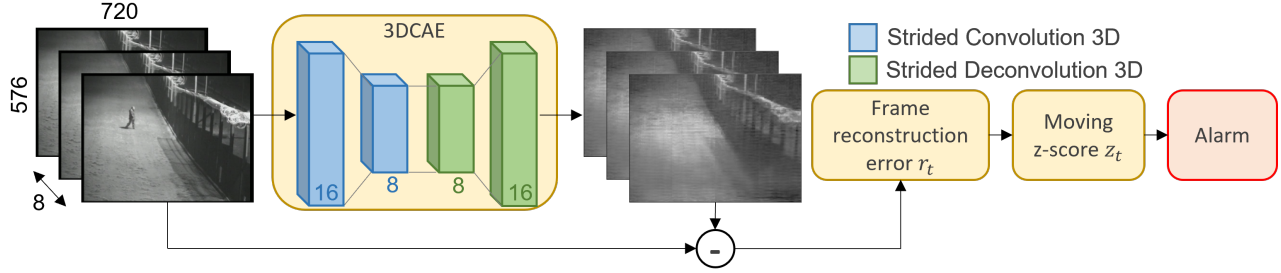 720
576
8
3DCAE
16
8
8
16
Strided Convolution 3D
Strided Deconvolution 3D
Frame
reconstruction
error r_t
Moving
z-score z_t
Alarm
-